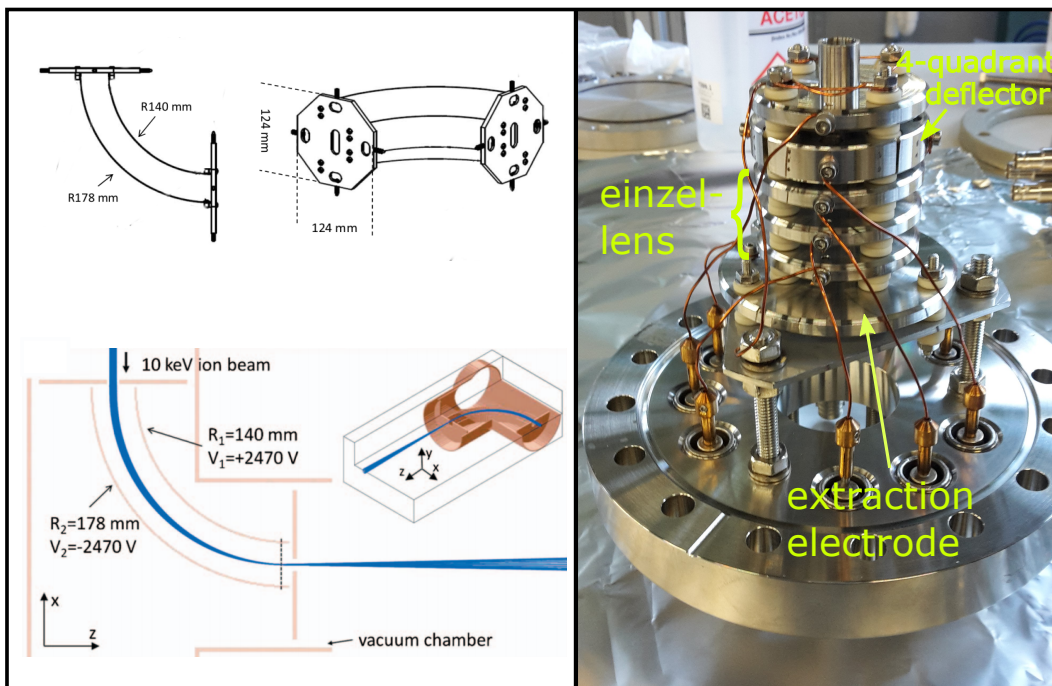 R140 mm
R178 mm
124 mm
124 mm
10 keV ion beam
R1=140 mm
V1=+2470 V
R2=178 mm
V2=-2470 V
y
z
x
x
z
vacuum chamber
ACETO
4-quadrant
deflector
einzel-
lens
extraction
electrode